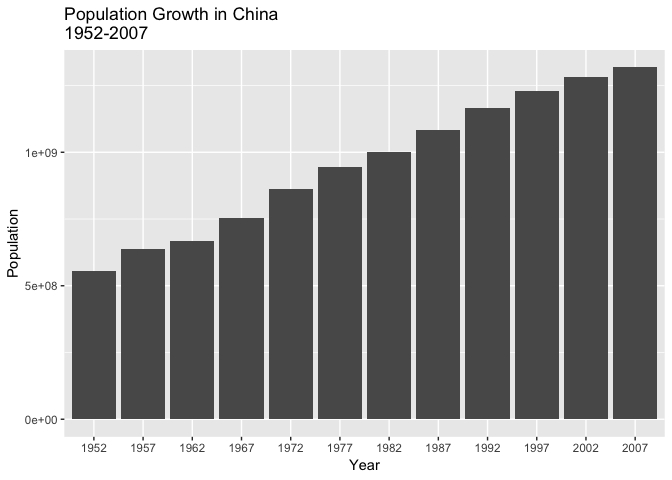 Population Growth in China
1952-2007
Population
1e+09
5e+08
0e+00
1952 1957 1962 1967 1972 1977 1982 1987 1992 1997 2002 2007
Year